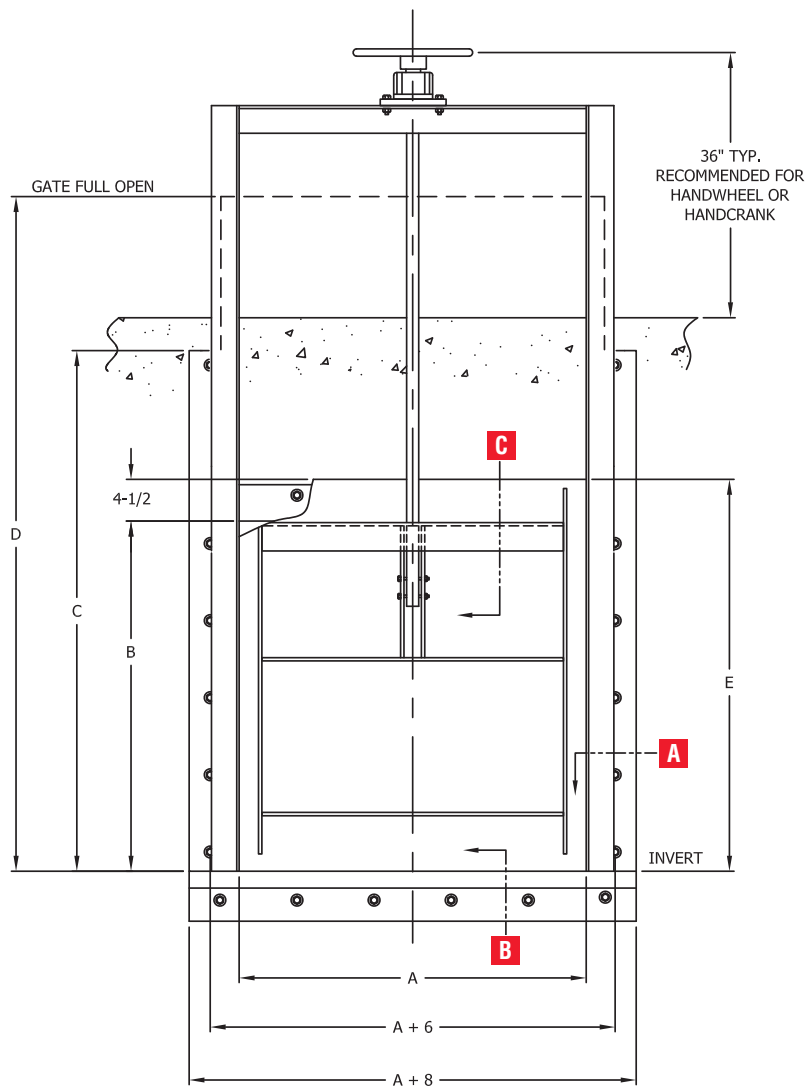 36" TYP.
RECOMMENDED FOR
HANDWHEEL OR
HANDCRANK
GATE FULL OPEN
C
4-1/2
D
C
B
E
A
INVERT
B
A
A + 6
A + 8